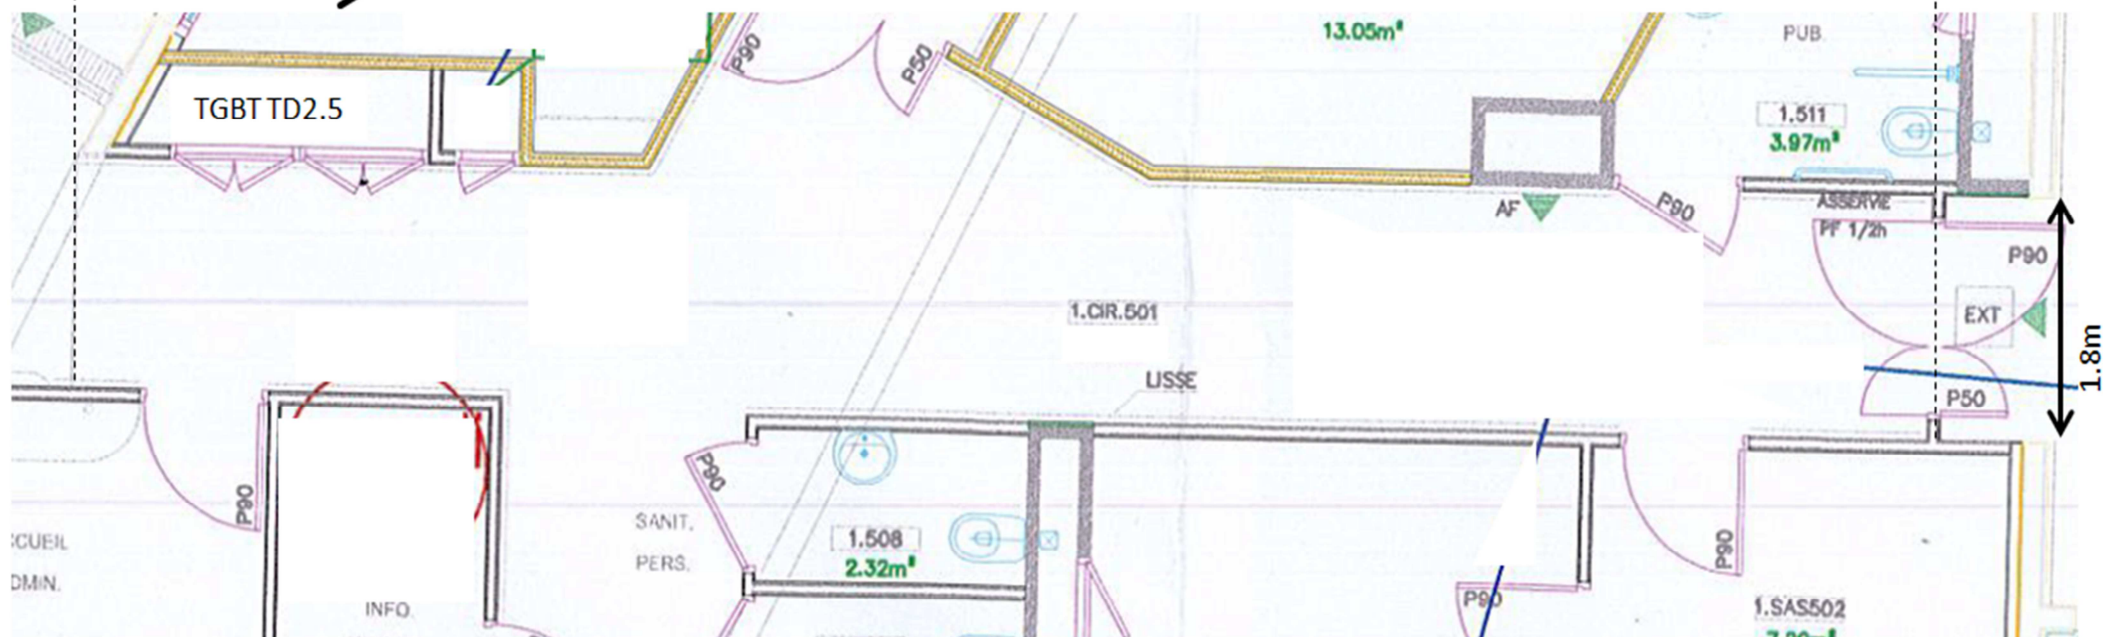 13.05m²
PUB.
P90
P50
TGBT TD2.5
1.511
3.97m²
AF
P90
ASSERVIE
PF 1/2h
P90
EXT
1.CIR.501
1.8m
LISSE
P50
P90
P90
SANIT.
PERS.
1.508
2.32m²
P90
P90
INFO
1.SAS502